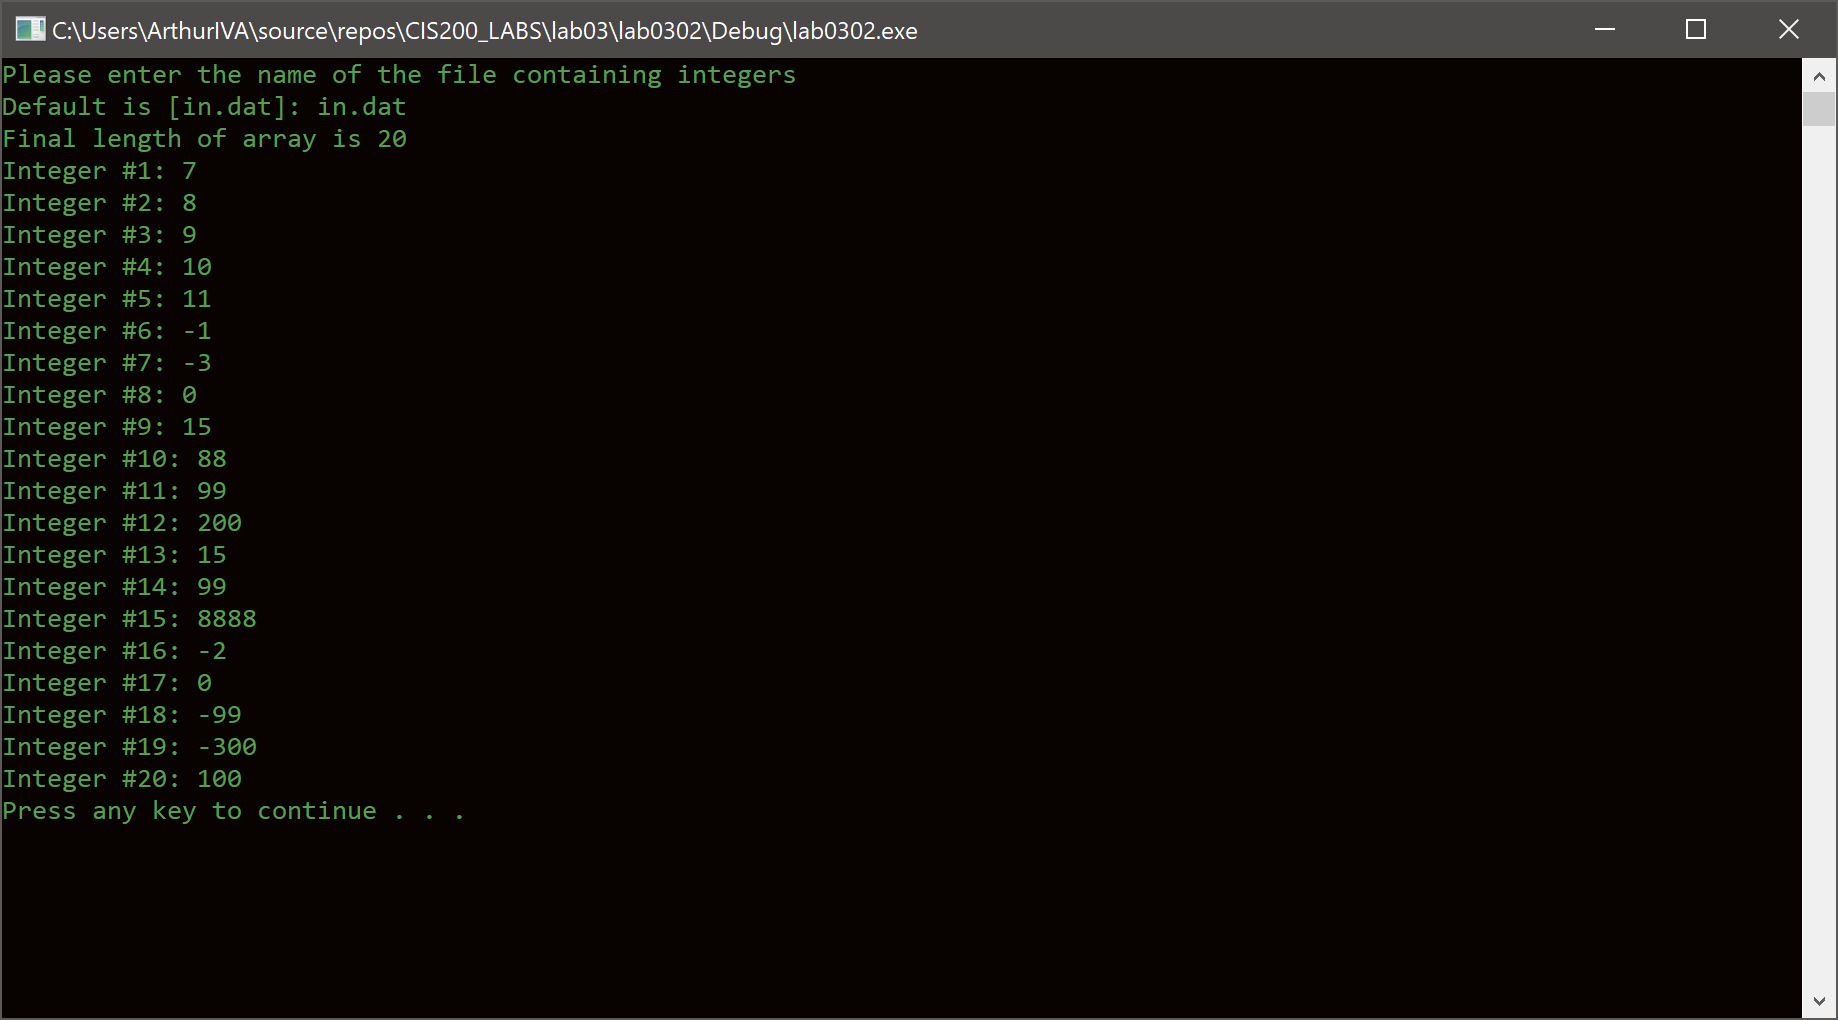 C:\Users\ArthurIVA\source\repos\CIS200_LABS\lab03\lab0302\Debug\lab0302.exe
Please enter the name of the file containing integers
Default is [in.dat]: in.dat
Final length of array is 20
Integer #1: 7
Integer #2: 8
Integer #3: 9
Integer #4: 10
Integer #5: 11
Integer #6: -1
Integer #7: -3
Integer #8: 0
Integer #9: 15
Integer #10: 88
Integer #11: 99
Integer #12: 200
Integer #13: 15
Integer #14: 99
Integer #15: 8888
Integer #16: -2
Integer #17: 0
Integer #18: -99
Integer #19: -300
Integer #20: 100
Press any key to continue . . .